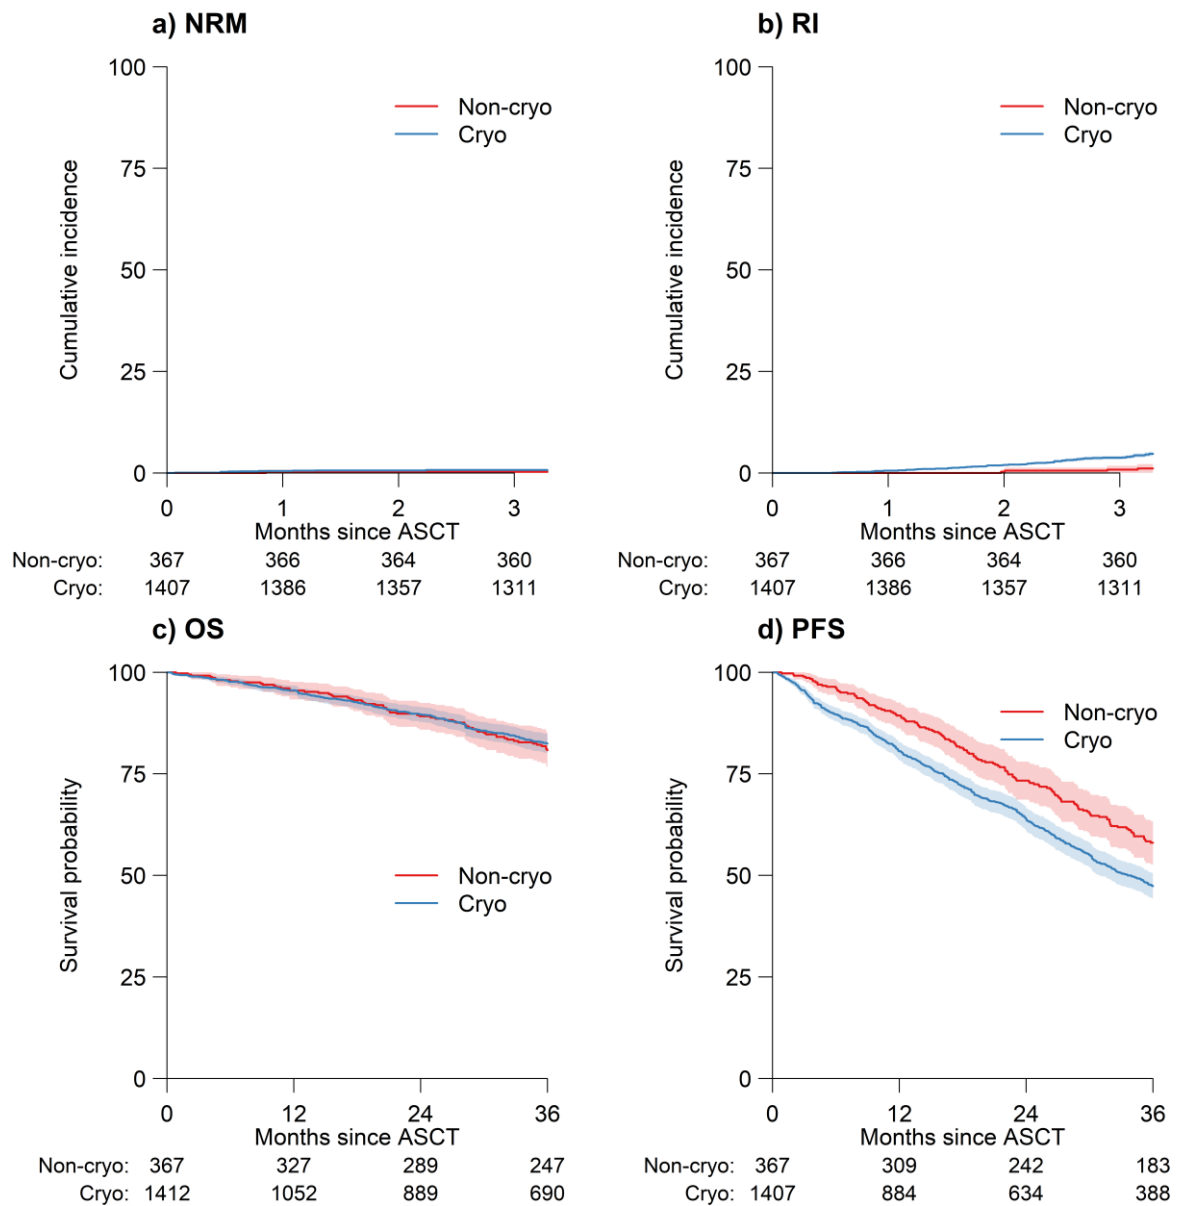 a) NRM
100
75
50
25
0
Cumulative incidence
Non-cryo
Cryo
0 1 2 3
Months since ASCT
Non-cryo: 367 366 364 360
Cryo: 1407 1386 1357 1311
b) RI
100
75
50
25
0
Cumulative incidence
Non-cryo
Cryo
0 1 2 3
Months since ASCT
Non-cryo: 367 366 364 360
Cryo: 1407 1386 1357 1311
c) OS
100
75
50
25
0
Survival probability
Non-cryo
Cryo
0 12 24 36
Months since ASCT
Non-cryo: 367 327 289 247
Cryo: 1412 1052 889 690
d) PFS
100
75
50
25
0
Survival probability
Non-cryo
Cryo
0 12 24 36
Months since ASCT
Non-cryo: 367 309 242 183
Cryo: 1407 884 634 388